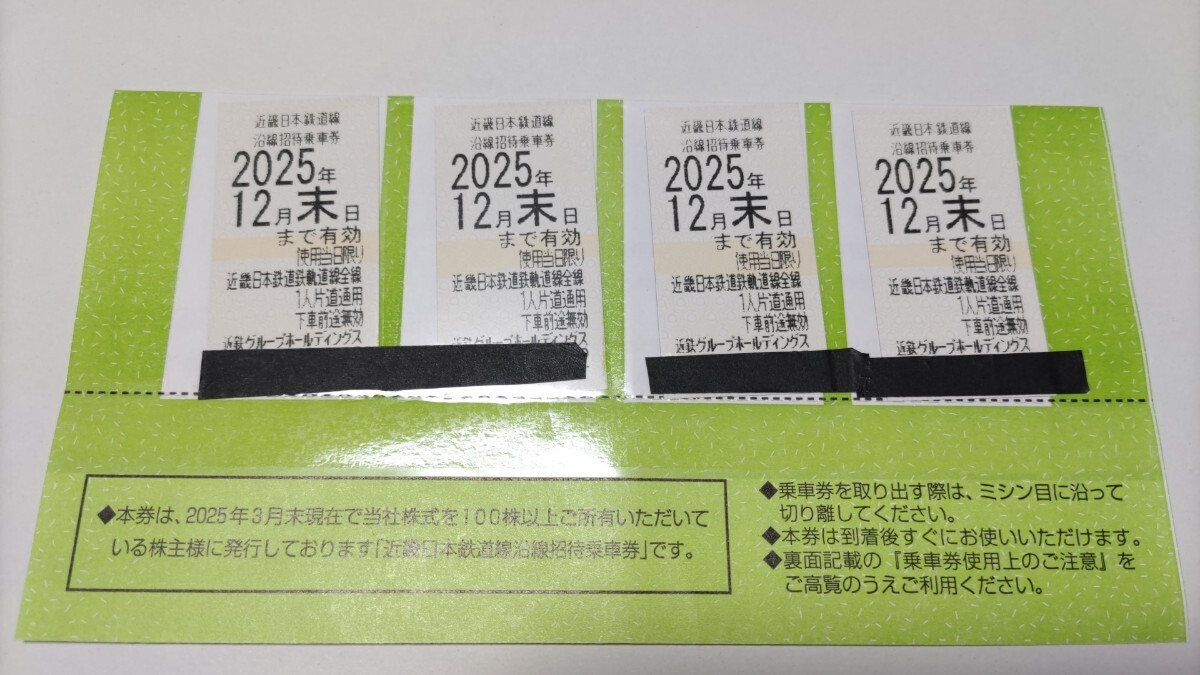 近畿日本鉄道線
沿線招待乗車券
2025年
12月末日
まで有効
使用当日限り
近畿日本鉄道鉄軌道線全線
1人片道通用
下車前途無効
近鉄グループホールディングス
近畿日本鉄道線
沿線招待乗車券
2025年
12月末日
まで有効
使用当日限り
近畿日本鉄道鉄軌道線全線
1人片道通用
下車前途無効
近鉄グループホールディングス
近畿日本鉄道線
沿線招待乗車券
2025年
12月末日
まで有効
使用当日限り
近畿日本鉄道鉄軌道線全線
1人片道通用
下車前途無効
近鉄グループホールディングス
近畿日本鉄道線
沿線招待乗車券
2025年
12月末日
まで有効
使用当日限り
近畿日本鉄道鉄軌道線全線
1人片道通用
下車前途無効
近鉄グループホールディングス
◆本券は、2025年3月末現在で当社株式を100株以上ご所有いただいて
いる株主様に発行しております「近畿日本鉄道線沿線招待乗車券」です。
◆乗車券を取り出す際は、ミシン目に沿って
切り離してください。
◆本券は到着後すぐにお使いいただけます。
◆裏面記載の『乗車券使用上のご注意』を
ご高覧のうえご利用ください。